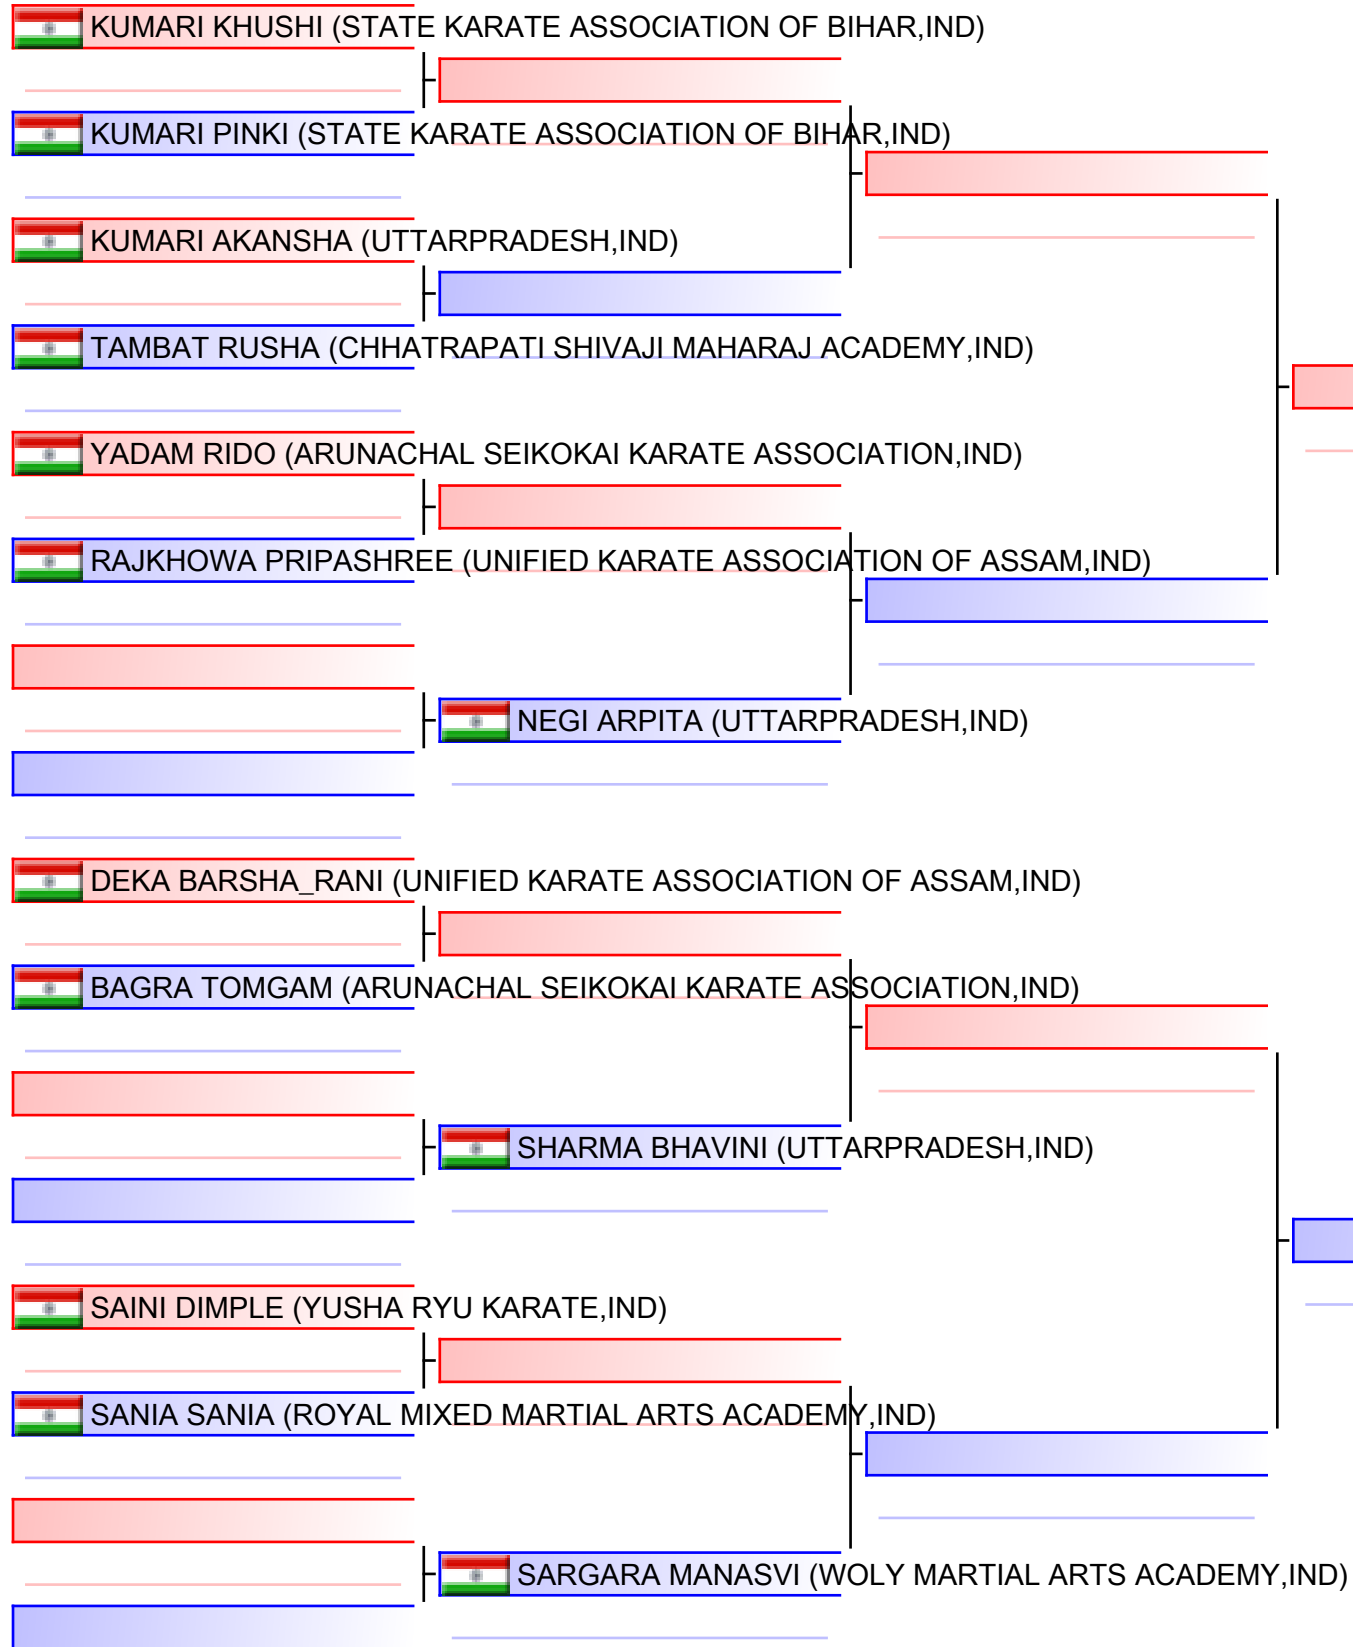 KUMARI KHUSHI (STATE KARATE ASSOCIATION OF BIHAR,IND)
KUMARI PINKI (STATE KARATE ASSOCIATION OF BIHAR,IND)
KUMARI AKANSHA (UTTARPRADESH,IND)
TAMBAT RUSHA (CHHATRAPATI SHIVAJI MAHARAJ ACADEMY,IND)
YADAM RIDO (ARUNACHAL SEIKOKAI KARATE ASSOCIATION,IND)
RAJKHOWA PRIPASHREE (UNIFIED KARATE ASSOCIATION OF ASSAM,IND)
NEGI ARPITA (UTTARPRADESH,IND)
DEKA BARSHA_RANI (UNIFIED KARATE ASSOCIATION OF ASSAM,IND)
BAGRA TOMGAM (ARUNACHAL SEIKOKAI KARATE ASSOCIATION,IND)
SHARMA BHAVINI (UTTARPRADESH,IND)
SAINI DIMPLE (YUSHA RYU KARATE,IND)
SANIA SANIA (ROYAL MIXED MARTIAL ARTS ACADEMY,IND)
SARGARA MANASVI (WOLY MARTIAL ARTS ACADEMY,IND)